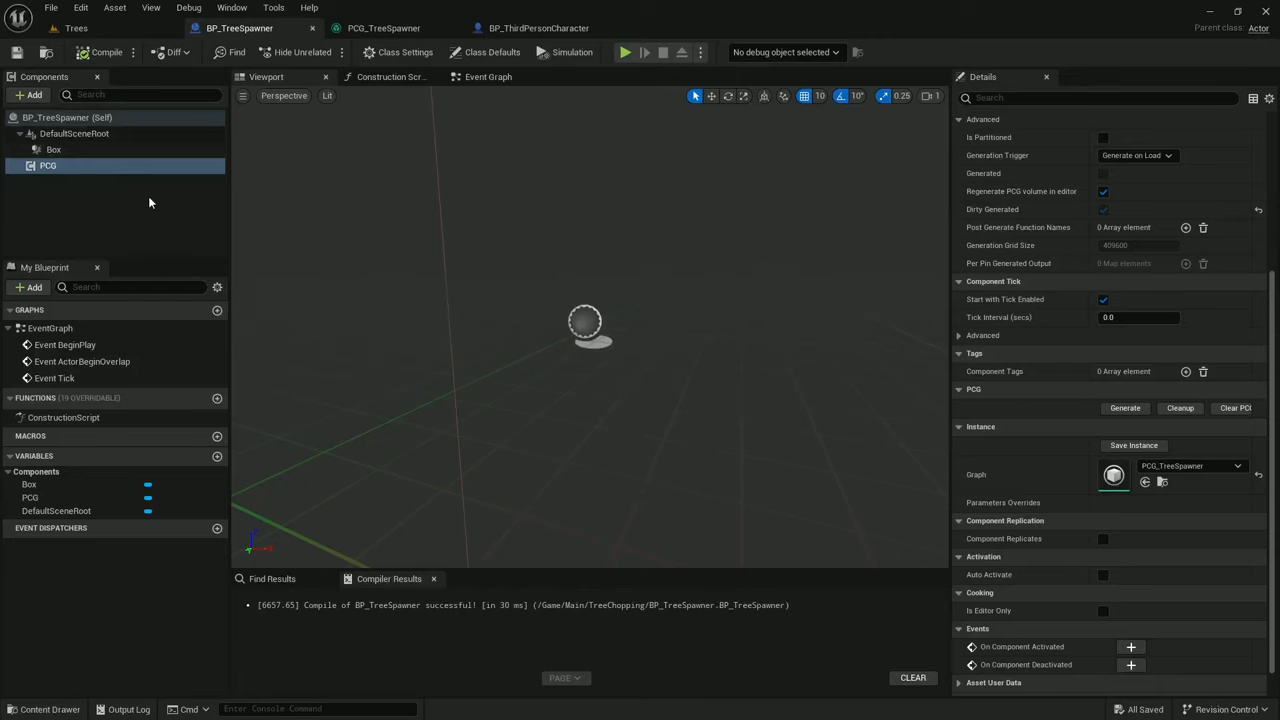 File Edit Asset View Debug Window Tools Help
Parent class: Actor
Trees BP_TreeSpawner PCG_TreeSpawner BP_ThirdPersonCharacter
Compile Diff Find Hide Unrelated Class Settings Class Defaults Simulation No debug object selected
Components
Add Search
BP_TreeSpawner (Self)
DefaultSceneRoot
Box
PCG
My Blueprint
Add Search
GRAPHS
EventGraph
Event BeginPlay
Event ActorBeginOverlap
Event Tick
FUNCTIONS (19 OVERRIDABLE)
ConstructionScript
MACROS
VARIABLES
Components
Box
PCG
DefaultSceneRoot
EVENT DISPATCHERS
Viewport Construction Scr... Event Graph
Perspective Lit 10 10° 0.25 1
Find Results Compiler Results
[6657.65] Compile of BP_TreeSpawner successful! [in 30 ms] (/Game/Main/TreeChopping/BP_TreeSpawner.BP_TreeSpawner)
PAGE CLEAR
Details
Search
Advanced
Is Partitioned
Generation Trigger Generate on Load
Generated
Regenerate PCG volume in editor
Dirty Generated
Post Generate Function Names 0 Array element
Generation Grid Size 409600
Per Pin Generated Output 0 Map elements
Component Tick
Start with Tick Enabled
Tick Interval (secs) 0.0
Advanced
Tags
Component Tags 0 Array element
PCG
Generate Cleanup Clear PCG
Instance
Save Instance
Graph PCG_TreeSpawner
Parameters Overrides
Component Replication
Component Replicates
Activation
Auto Activate
Cooking
Is Editor Only
Events
On Component Activated
On Component Deactivated
Asset User Data
Content Drawer Output Log Cmd Enter Console Command All Saved Revision Control